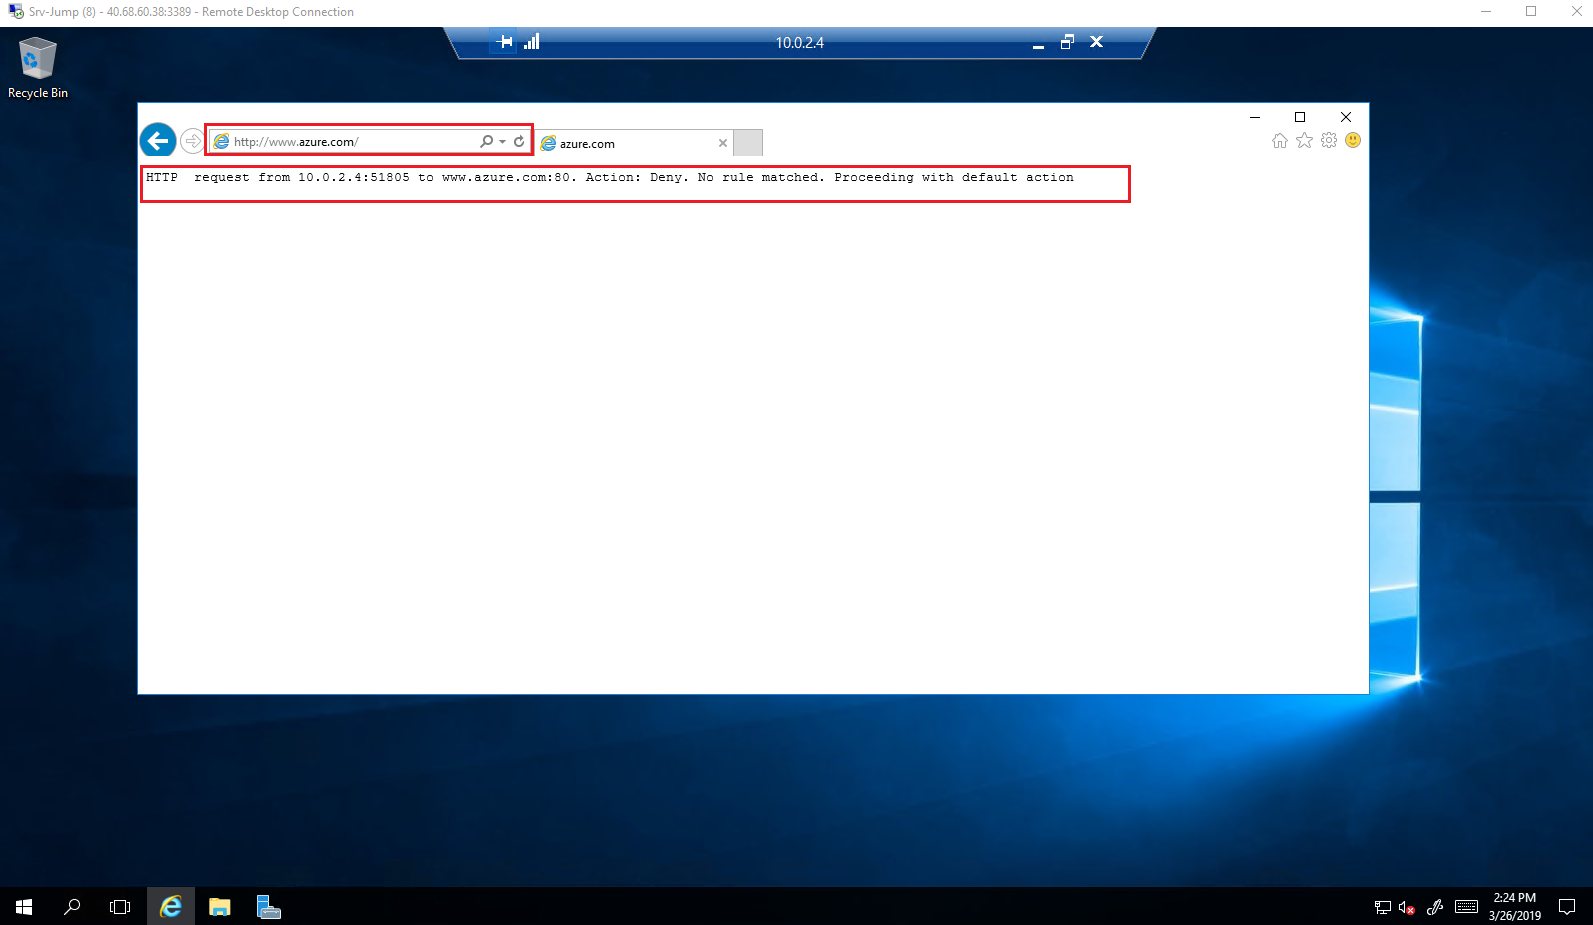 Srv-Jump (8) - 40.68.60.38:3389 - Remote Desktop Connection
10.0.2.4
Recycle Bin
http://www.azure.com/
azure.com
HTTP  request from 10.0.2.4:51805 to www.azure.com:80. Action: Deny. No rule matched. Proceeding with default action
2:24 PM
3/26/2019